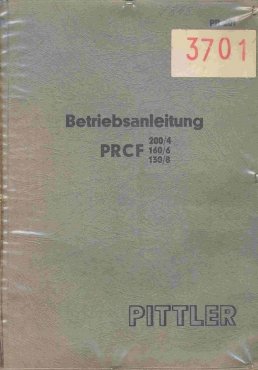 3701
Betriebsanleitung
PRCF 200/4
160/6
130/8
PITTLER